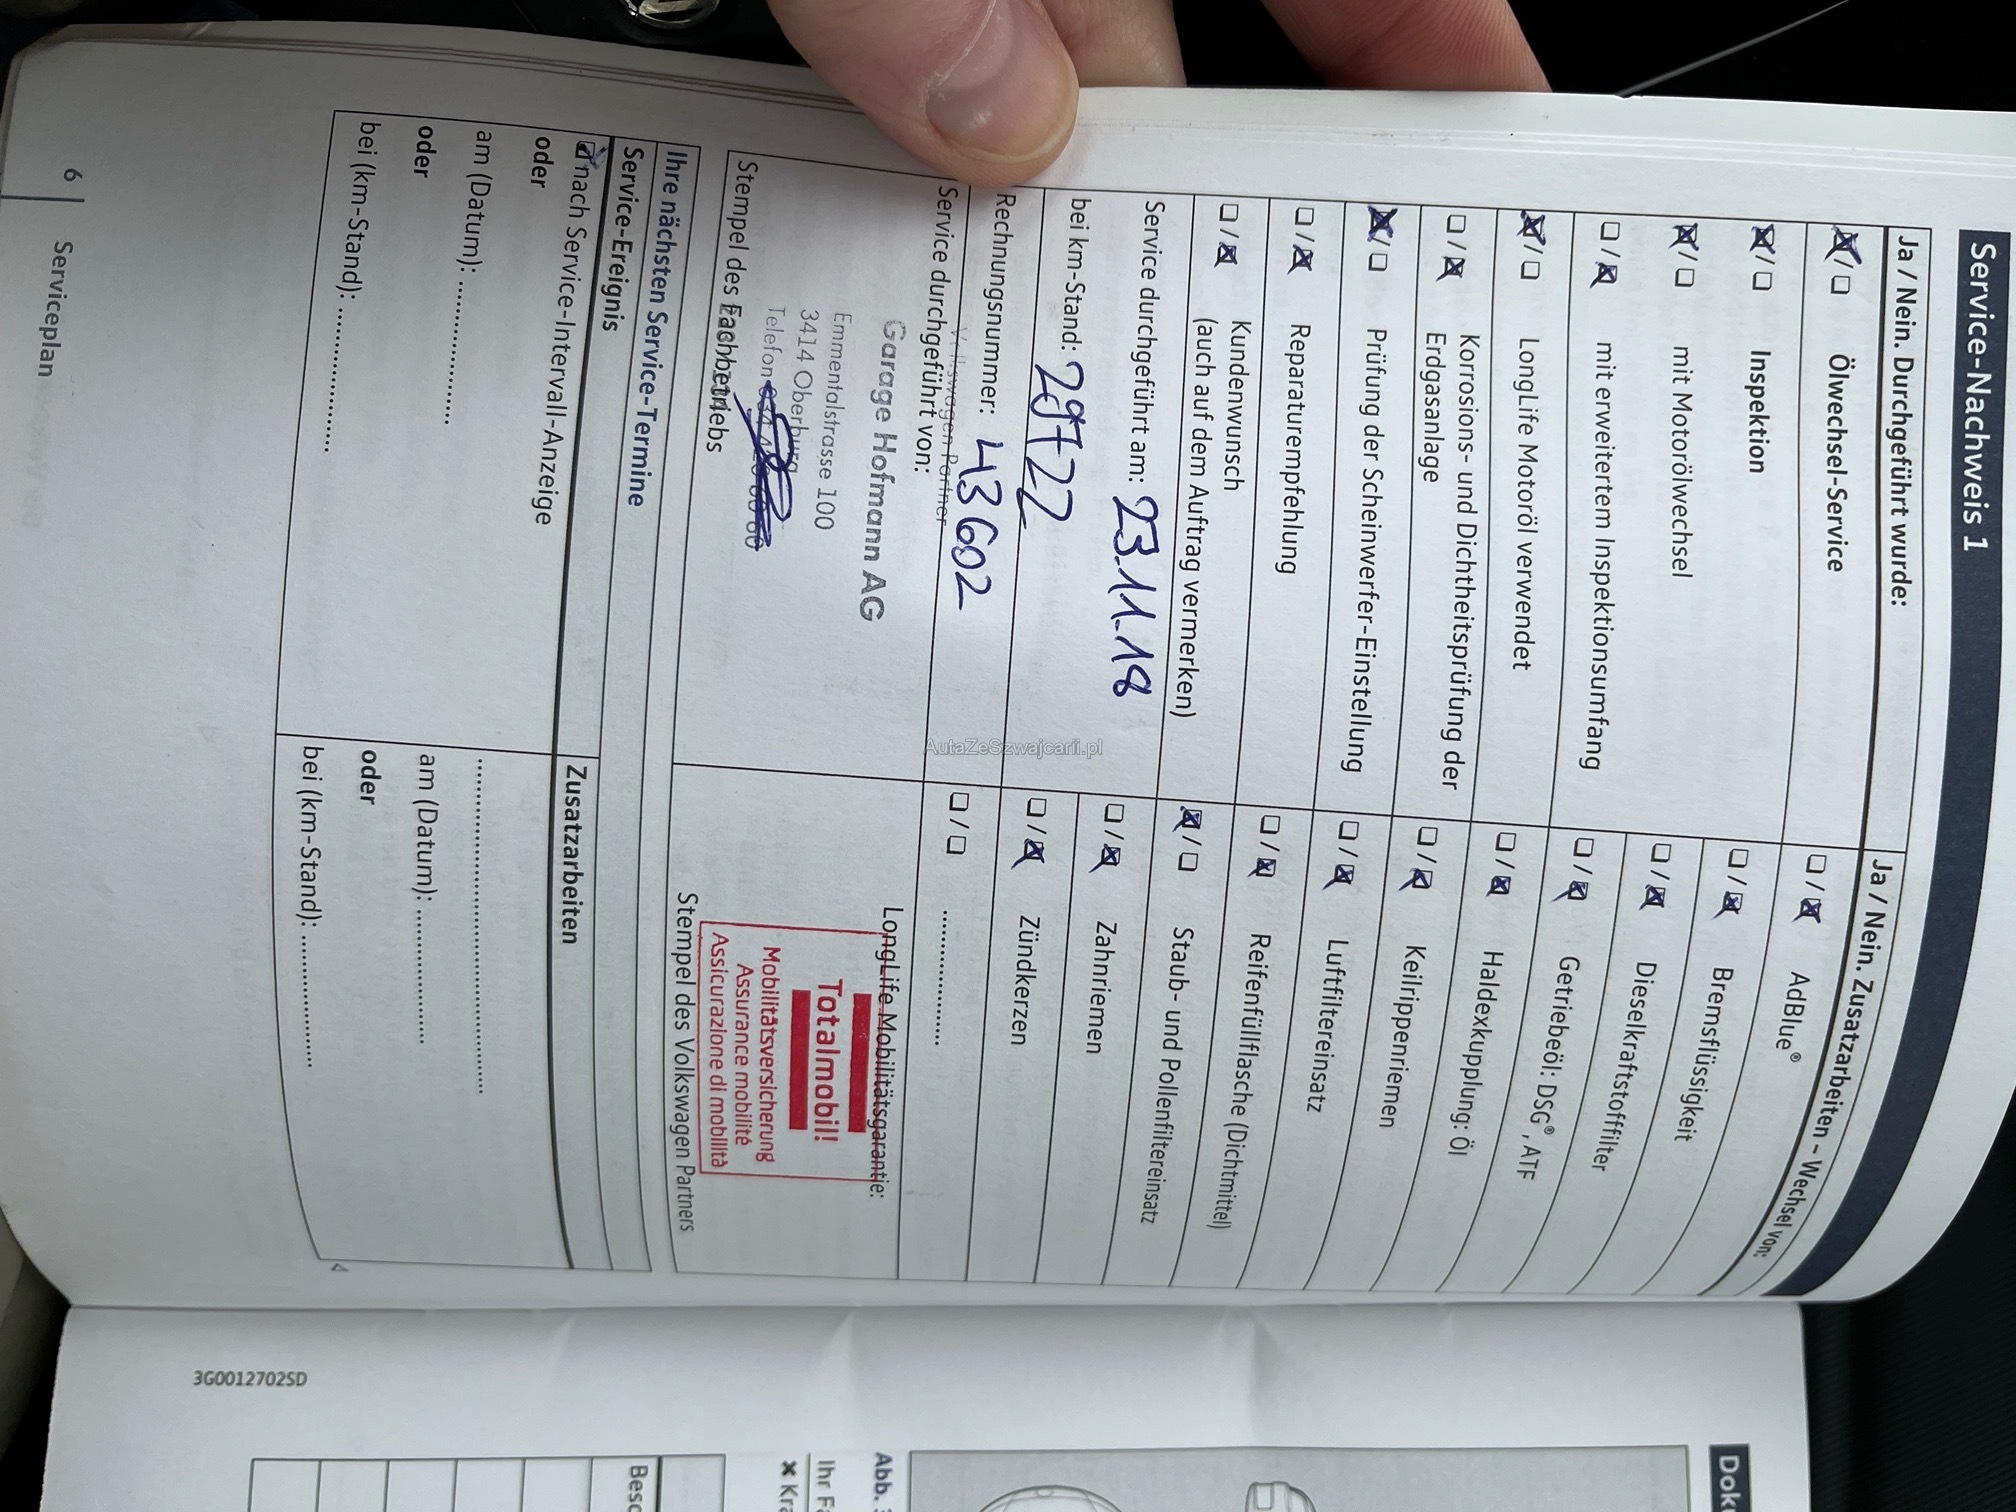 Service-Nachweis 1
Ja / Nein. Durchgeführt wurde:
☒/☐ Ölwechsel-Service
☒/☐ Inspektion
☒/☐ mit Motorölwechsel
☐/☒ mit erweitertem Inspektionsumfang
☒/☐ LongLife Motoröl verwendet
☐/☒ Korrosions- und Dichtheitsprüfung der
Erdgasanlage
☒/☐ Prüfung der Scheinwerfer-Einstellung
☐/☒ Reparaturempfehlung
☐/☒ Kundenwunsch
(auch auf dem Auftrag vermerken)
Service durchgeführt am: 23.11.18
bei km-Stand: 29722
Rechnungsnummer: 43602
Service durchgeführt von:
Volkswagen Partner
Garage Hofmann AG
Emmentalstrasse 100
3414 Oberburg
Telefon
Stempel des Fachbetriebs
Ja / Nein. Zusatzarbeiten – Wechsel von:
☐/☒ AdBlue®
☐/☒ Bremsflüssigkeit
☐/☒ Dieselkraftstofffilter
☐/☒ Getriebeöl: DSG®, ATF
☐/☒ Haldexkupplung: Öl
☐/☒ Keilrippenriemen
☐/☒ Luftfiltereinsatz
☐/☒ Reifenfüllflasche (Dichtmittel)
☒/☐ Staub- und Pollenfiltereinsatz
☐/☒ Zahnriemen
☐/☒ Zündkerzen
☐/☐ ....................
LongLife Mobilitätsgarantie:
Totalmobil!
Mobilitätsversicherung
Assurance mobilité
Assicurazione di mobilità
Stempel des Volkswagen Partners
Ihre nächsten Service-Termine
Service-Ereignis
☑ nach Service-Intervall-Anzeige
oder
am (Datum): ....................
oder
bei (km-Stand): ....................
Zusatzarbeiten
........................................
am (Datum): ....................
oder
bei (km-Stand): ....................
6 Serviceplan
AutaZeSzwajcarii.pl
3G0012702SD
Abb.